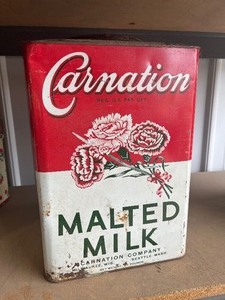 Carnation
REG. U.S. PAT. OFF.
MALTED
MILK
CARNATION COMPANY
SEATTLE, WASH.